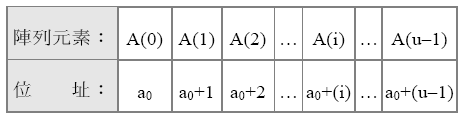 陣列元素： A(0) A(1) A(2) … A(i) … A(u–1)
位　址： a₀ a₀+1 a₀+2 … a₀+(i) … a₀+(u–1)